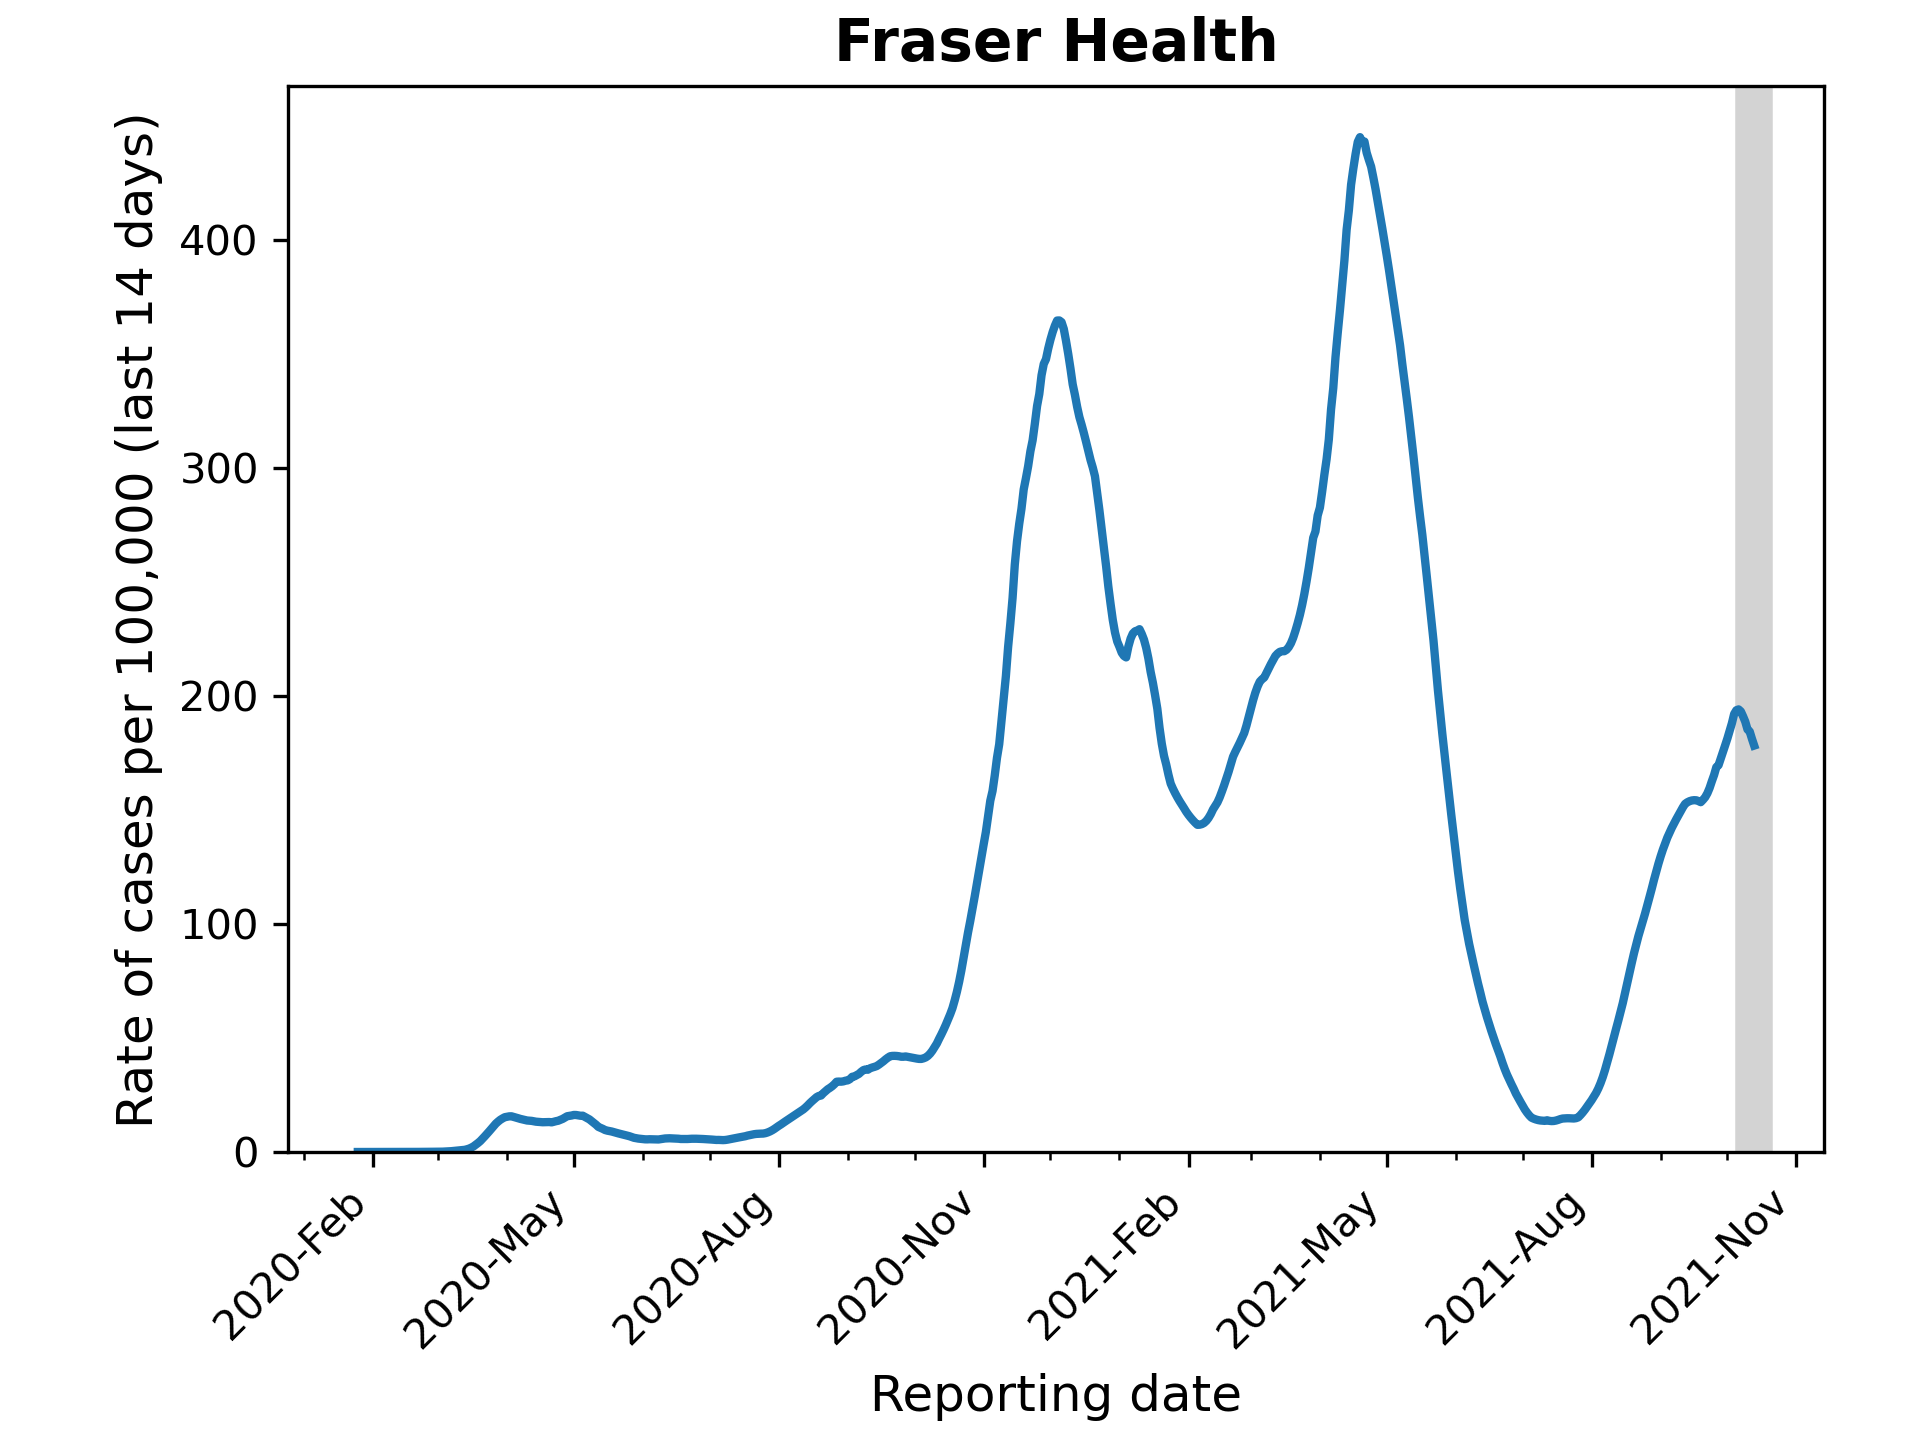 Fraser Health
Rate of cases per 100,000 (last 14 days)
400
300
200
100
0
2020-Feb
2020-May
2020-Aug
2020-Nov
2021-Feb
2021-May
2021-Aug
2021-Nov
Reporting date